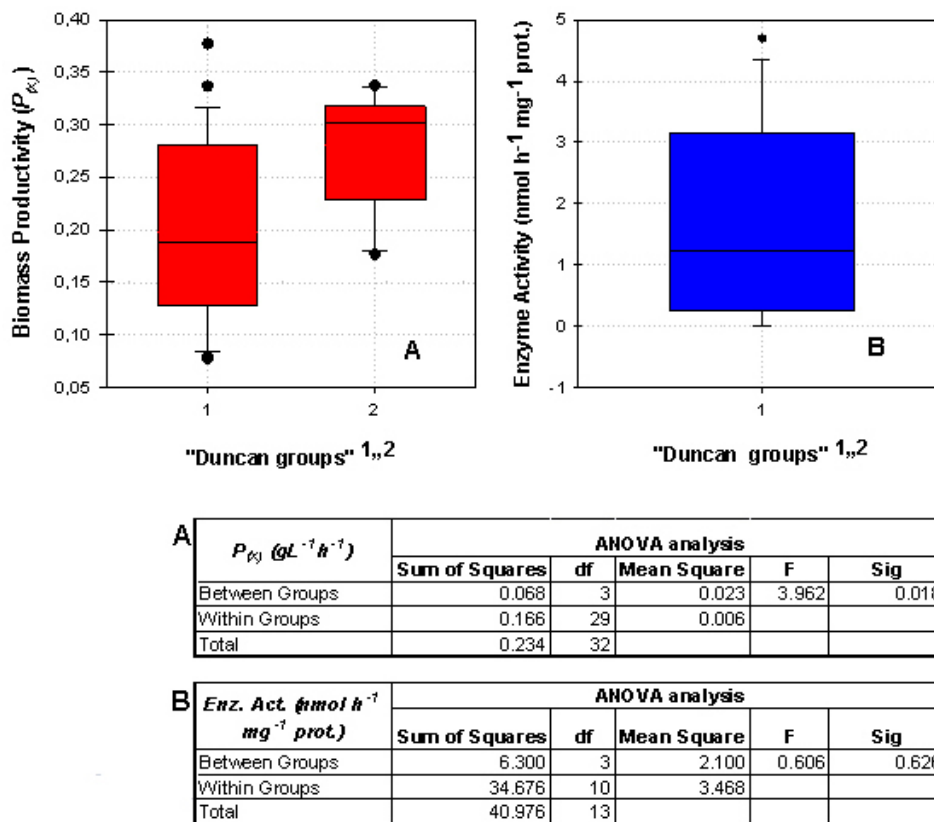 0,40
0,35
0,30
0,25
0,20
0,15
0,10
0,05
Biomass Productivity (P(x))
A
1 2
"Duncan groups" 1,,2
5
4
3
2
1
0
-1
Enzyme Activity (nmol h-1 mg-1 prot.)
B
1
"Duncan groups" 1,,2
A
P(x) (gL-1h-1) ANOVA analysis
Sum of Squares df Mean Square F Sig
Between Groups 0.068 3 0.023 3.962 0.018
Within Groups 0.166 29 0.006
Total 0.234 32
B
Enz. Act. (nmol h-1 mg-1 prot.) ANOVA analysis
Sum of Squares df Mean Square F Sig
Between Groups 6.300 3 2.100 0.606 0.626
Within Groups 34.676 10 3.468
Total 40.976 13